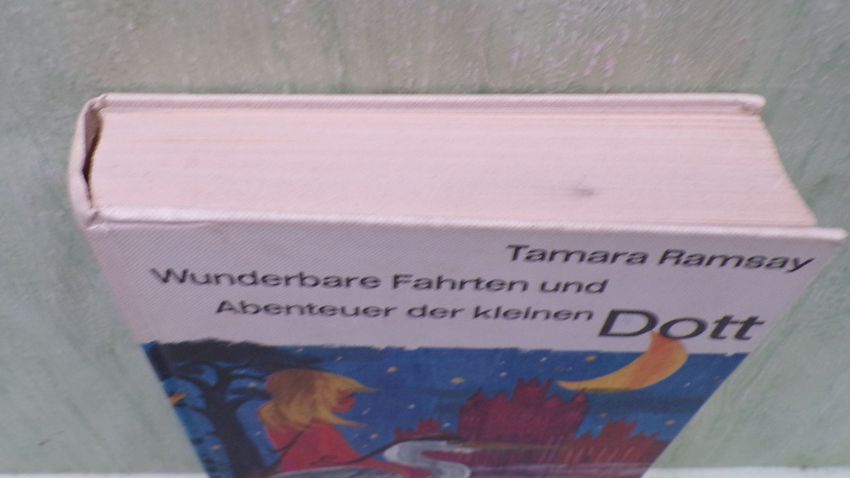 Tamara Ramsay
Wunderbare Fahrten und
Abenteuer der kleinen Dott